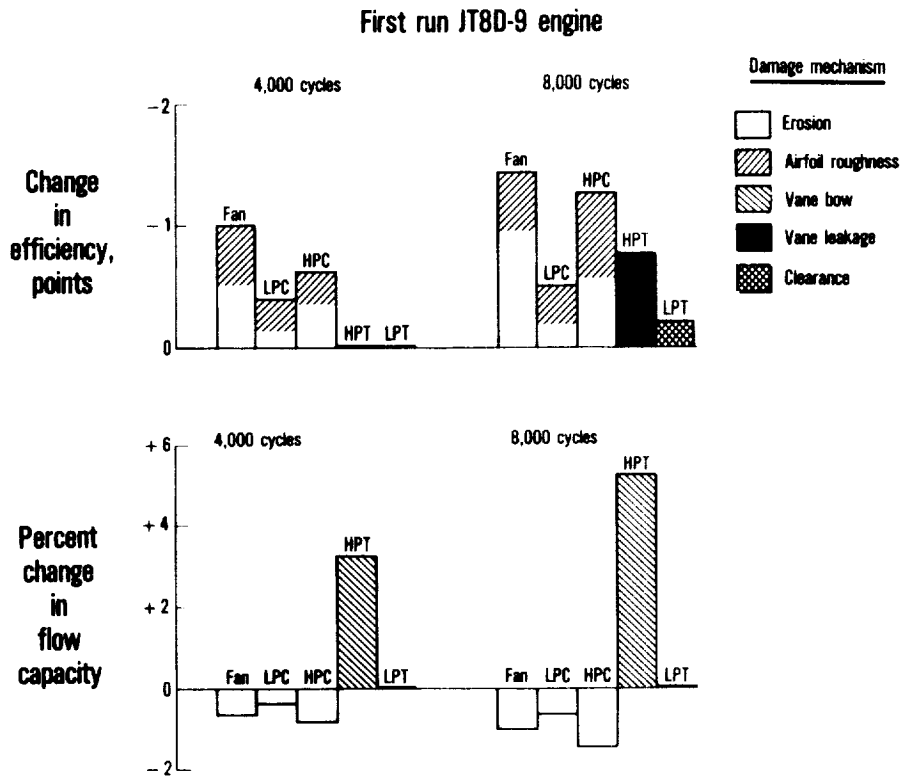 First run JT8D-9 engine
4,000 cycles
8,000 cycles
Damage mechanism
Erosion
Airfoil roughness
Vane bow
Vane leakage
Clearance
Change
in
efficiency,
points
-2
-1
0
Fan
LPC
HPC
HPT
LPT
Fan
LPC
HPC
HPT
LPT
4,000 cycles
8,000 cycles
Percent
change
in
flow
capacity
+6
+4
+2
0
-2
Fan
LPC
HPC
HPT
LPT
Fan
LPC
HPC
HPT
LPT